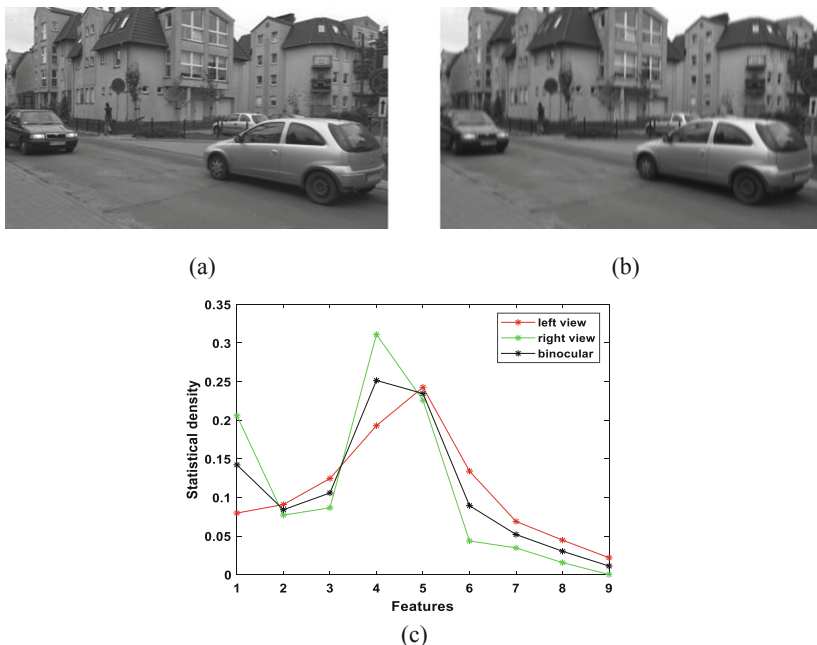 (a)
(b)
0.35
0.3
0.25
0.2
0.15
0.1
0.05
0
Statistical density
left view
right view
binocular
1 2 3 4 5 6 7 8 9
Features
(c)